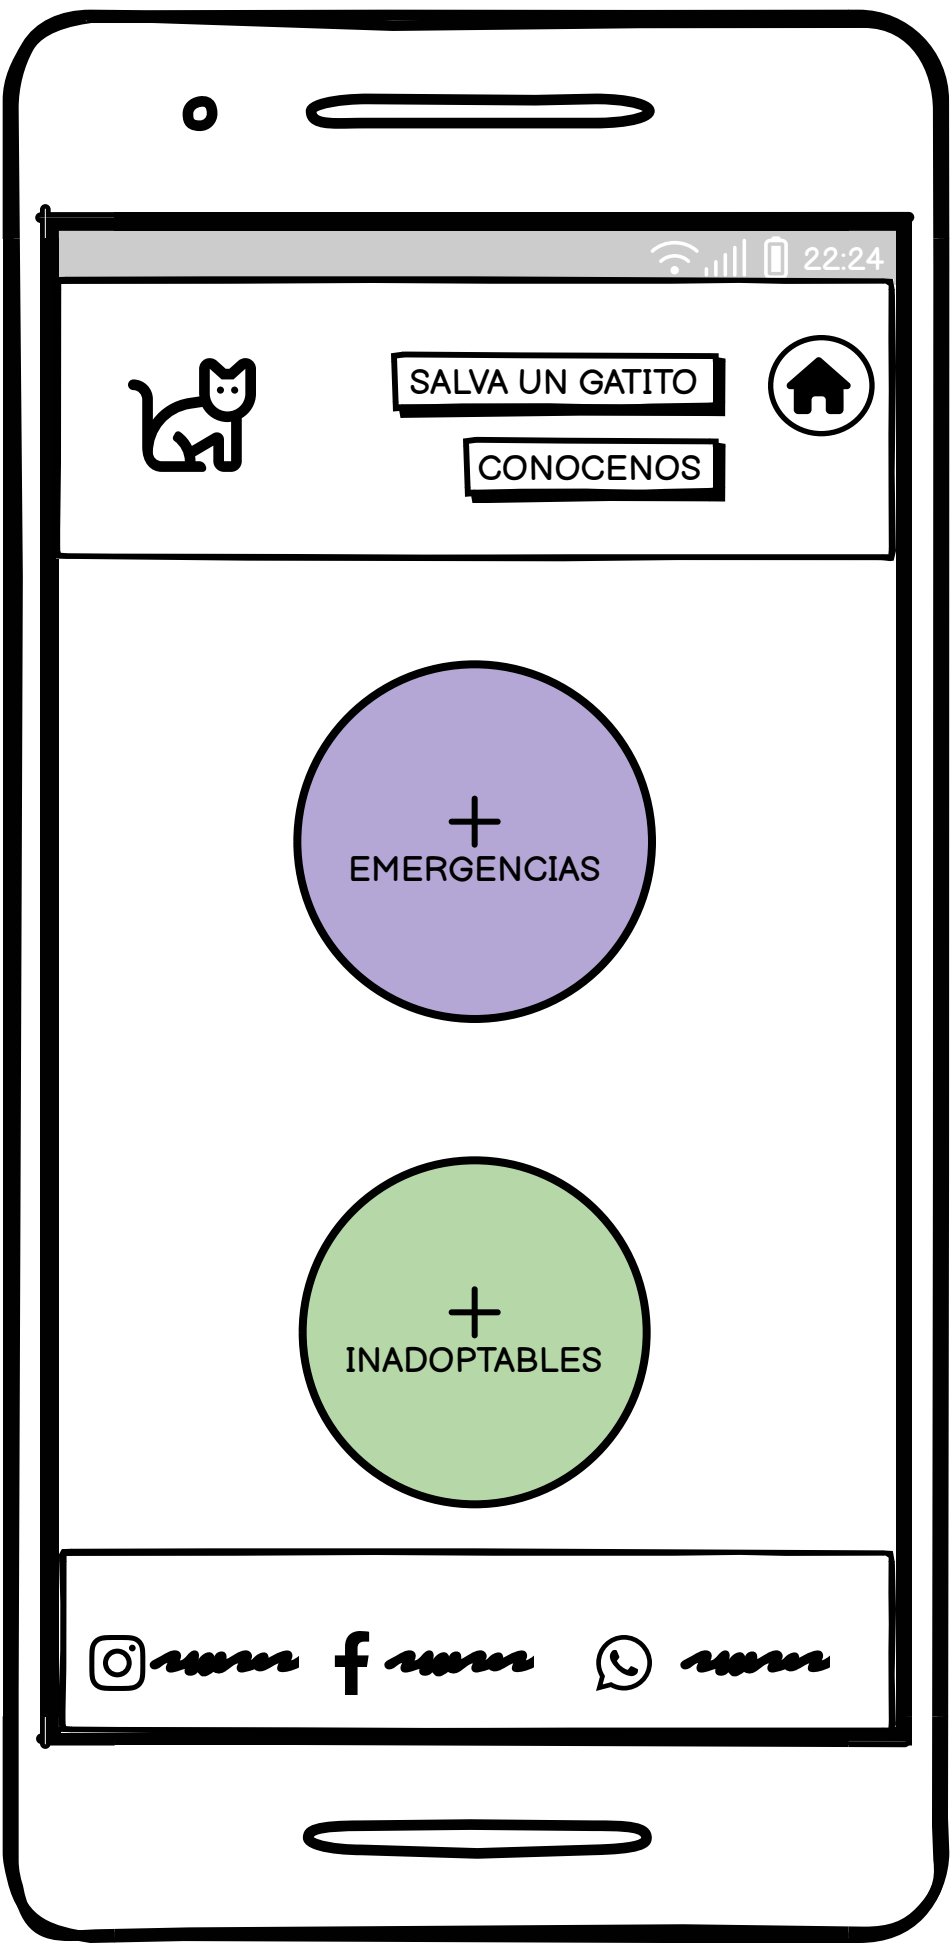 22:24
SALVA UN GATITO
CONOCENOS
EMERGENCIAS
INADOPTABLES